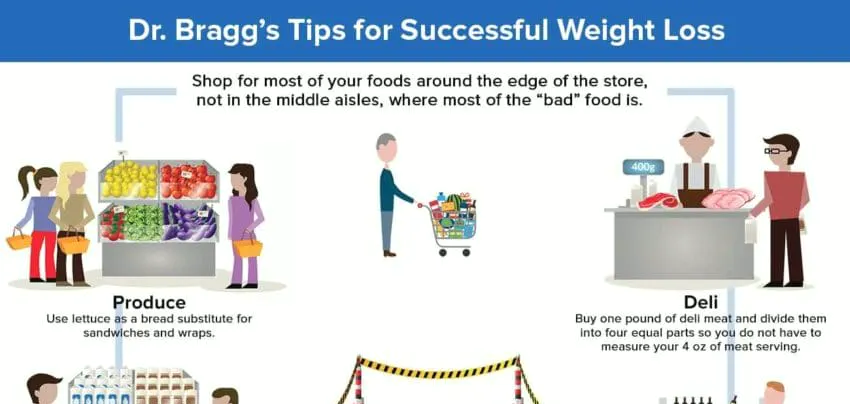 Dr. Bragg's Tips for Successful Weight Loss
Shop for most of your foods around the edge of the store,
not in the middle aisles, where most of the "bad" food is.
400g
Produce
Use lettuce as a bread substitute for
sandwiches and wraps.
Deli
Buy one pound of deli meat and divide them
into four equal parts so you do not have to
measure your 4 oz of meat serving.